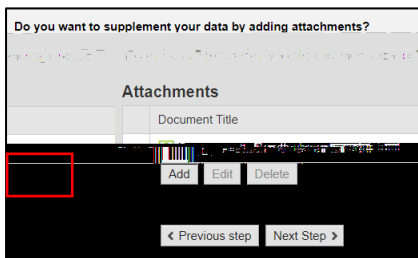 Do you want to supplement your data by adding attachments?
Attachments
Document Title
Add Edit Delete
Previous step Next Step